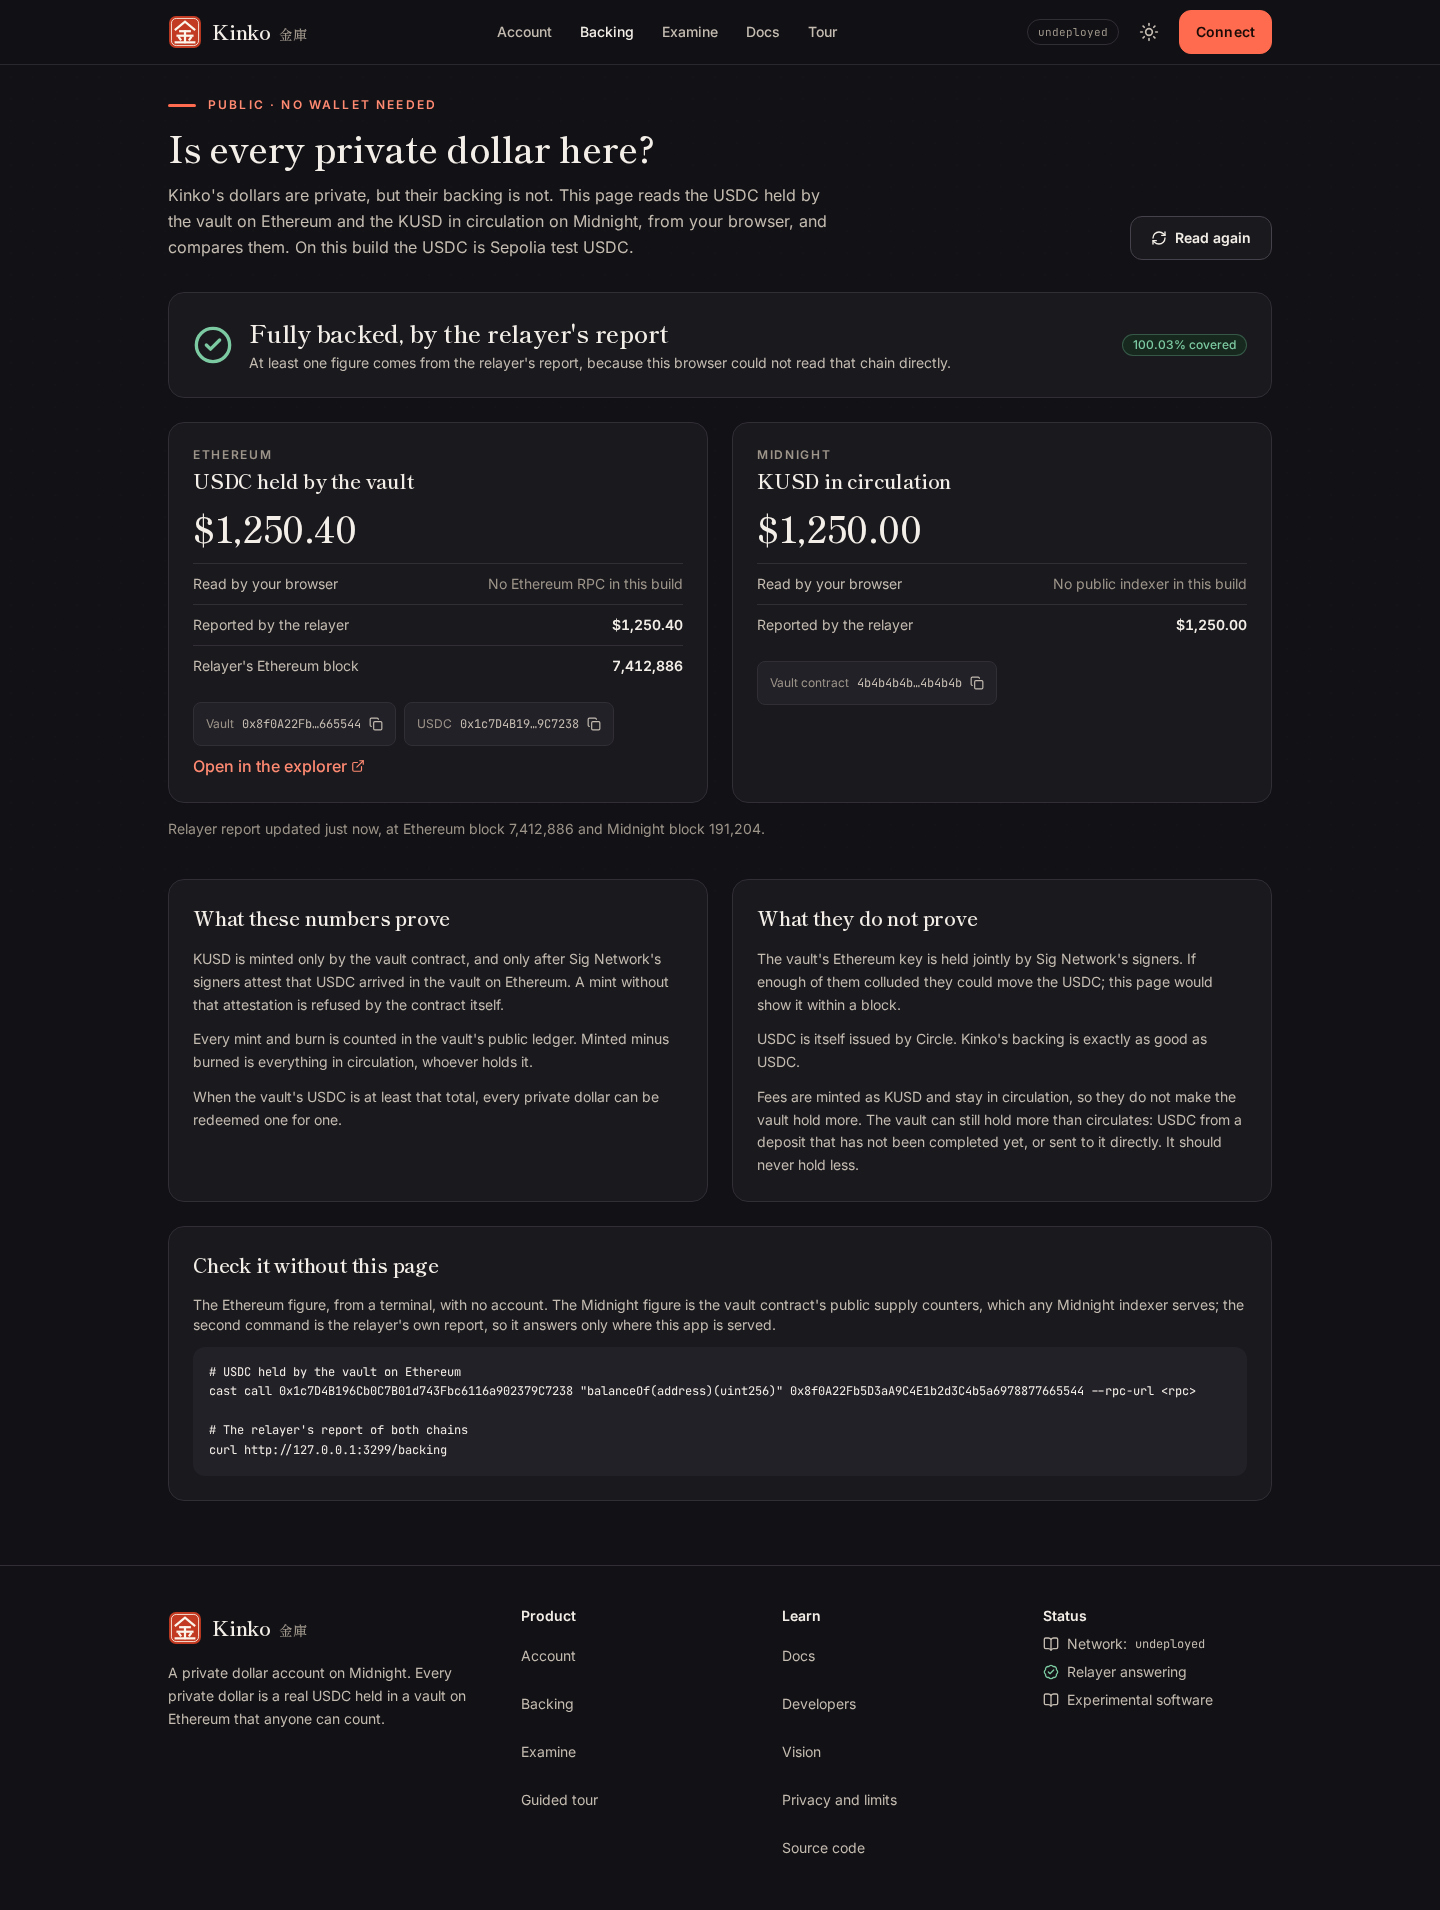 金 Kinko 金庫
Account Backing Examine Docs Tour
undeployed
Connect
PUBLIC · NO WALLET NEEDED
Is every private dollar here?
Kinko's dollars are private, but their backing is not. This page reads the USDC held by
the vault on Ethereum and the KUSD in circulation on Midnight, from your browser, and
compares them. On this build the USDC is Sepolia test USDC.
Read again
Fully backed, by the relayer's report
At least one figure comes from the relayer's report, because this browser could not read that chain directly.
100.03% covered
ETHEREUM
USDC held by the vault
$1,250.40
Read by your browser No Ethereum RPC in this build
Reported by the relayer $1,250.40
Relayer's Ethereum block 7,412,886
Vault 0x8f0A22Fb…665544
USDC 0x1c7D4B19…9C7238
Open in the explorer
MIDNIGHT
KUSD in circulation
$1,250.00
Read by your browser No public indexer in this build
Reported by the relayer $1,250.00
Vault contract 4b4b4b4b…4b4b4b
Relayer report updated just now, at Ethereum block 7,412,886 and Midnight block 191,204.
What these numbers prove
KUSD is minted only by the vault contract, and only after Sig Network's
signers attest that USDC arrived in the vault on Ethereum. A mint without
that attestation is refused by the contract itself.
Every mint and burn is counted in the vault's public ledger. Minted minus
burned is everything in circulation, whoever holds it.
When the vault's USDC is at least that total, every private dollar can be
redeemed one for one.
What they do not prove
The vault's Ethereum key is held jointly by Sig Network's signers. If
enough of them colluded they could move the USDC; this page would
show it within a block.
USDC is itself issued by Circle. Kinko's backing is exactly as good as
USDC.
Fees are minted as KUSD and stay in circulation, so they do not make the
vault hold more. The vault can still hold more than circulates: USDC from a
deposit that has not been completed yet, or sent to it directly. It should
never hold less.
Check it without this page
The Ethereum figure, from a terminal, with no account. The Midnight figure is the vault contract's public supply counters, which any Midnight indexer serves; the
second command is the relayer's own report, so it answers only where this app is served.
# USDC held by the vault on Ethereum
cast call 0x1c7D4B196Cb0C7B01d743Fbc6116a902379C7238 "balanceOf(address)(uint256)" 0x8f0A22Fb5D3aA9C4E1b2d3C4b5a6978877665544 --rpc-url <rpc>
# The relayer's report of both chains
curl http://127.0.0.1:3299/backing
金 Kinko 金庫
A private dollar account on Midnight. Every
private dollar is a real USDC held in a vault on
Ethereum that anyone can count.
Product
Account
Backing
Examine
Guided tour
Learn
Docs
Developers
Vision
Privacy and limits
Source code
Status
Network: undeployed
Relayer answering
Experimental software